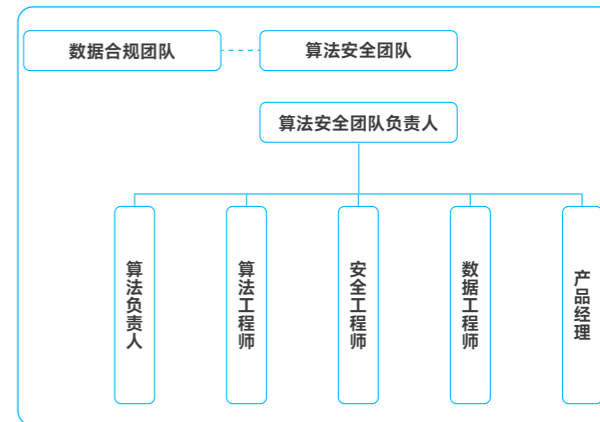 数据合规团队
算法安全团队
算法安全团队负责人
算法负责人
算法工程师
安全工程师
数据工程师
产品经理